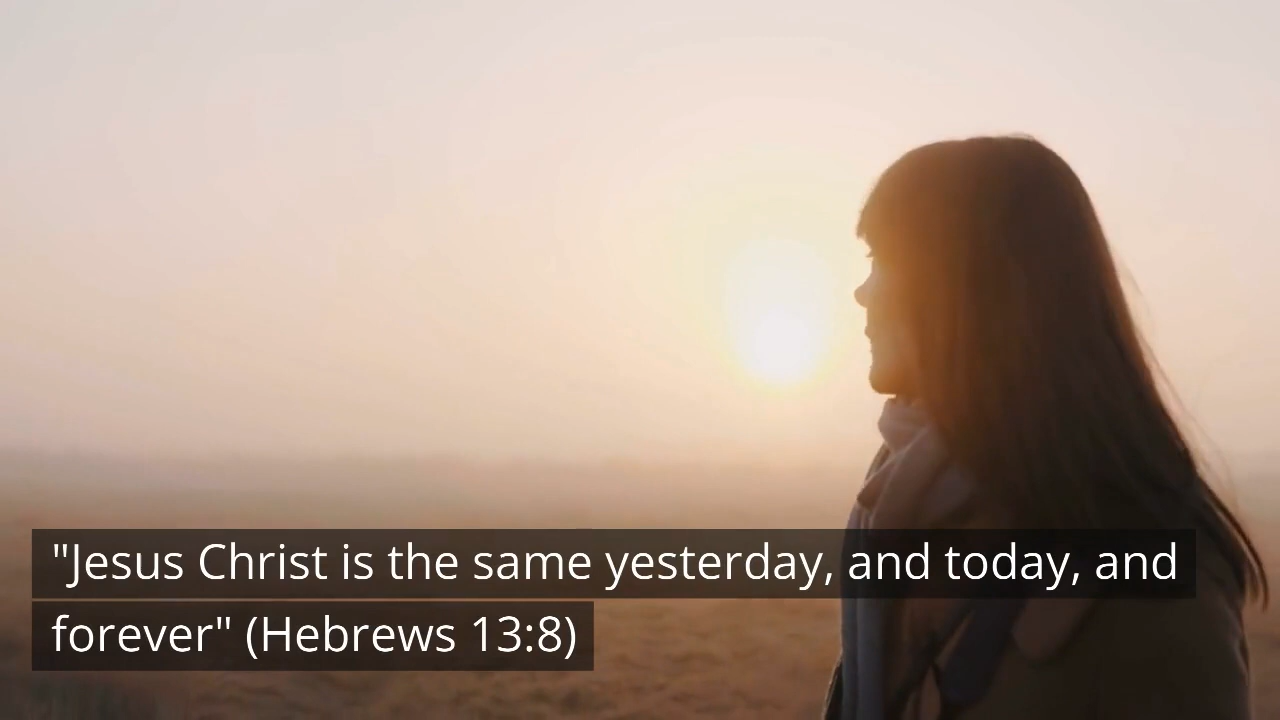 "Jesus Christ is the same yesterday, and today, and
forever" (Hebrews 13:8)